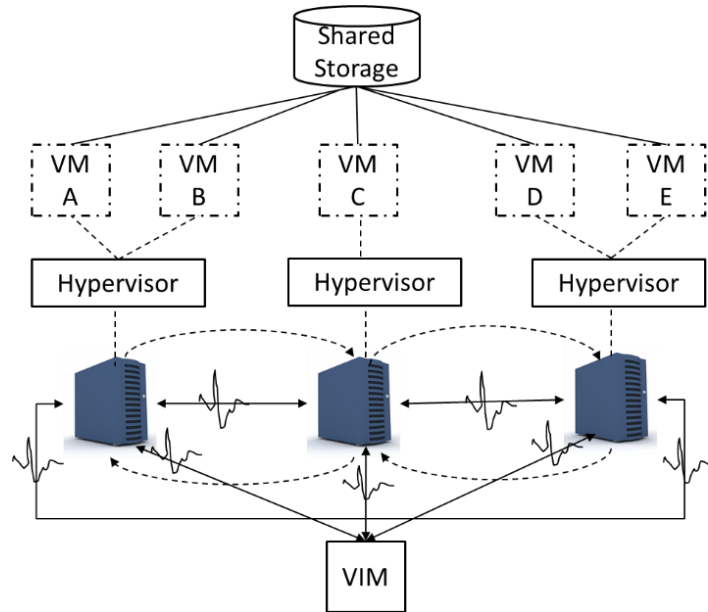 Shared
Storage
VM
A
VM
B
VM
C
VM
D
VM
E
Hypervisor
Hypervisor
Hypervisor
VIM